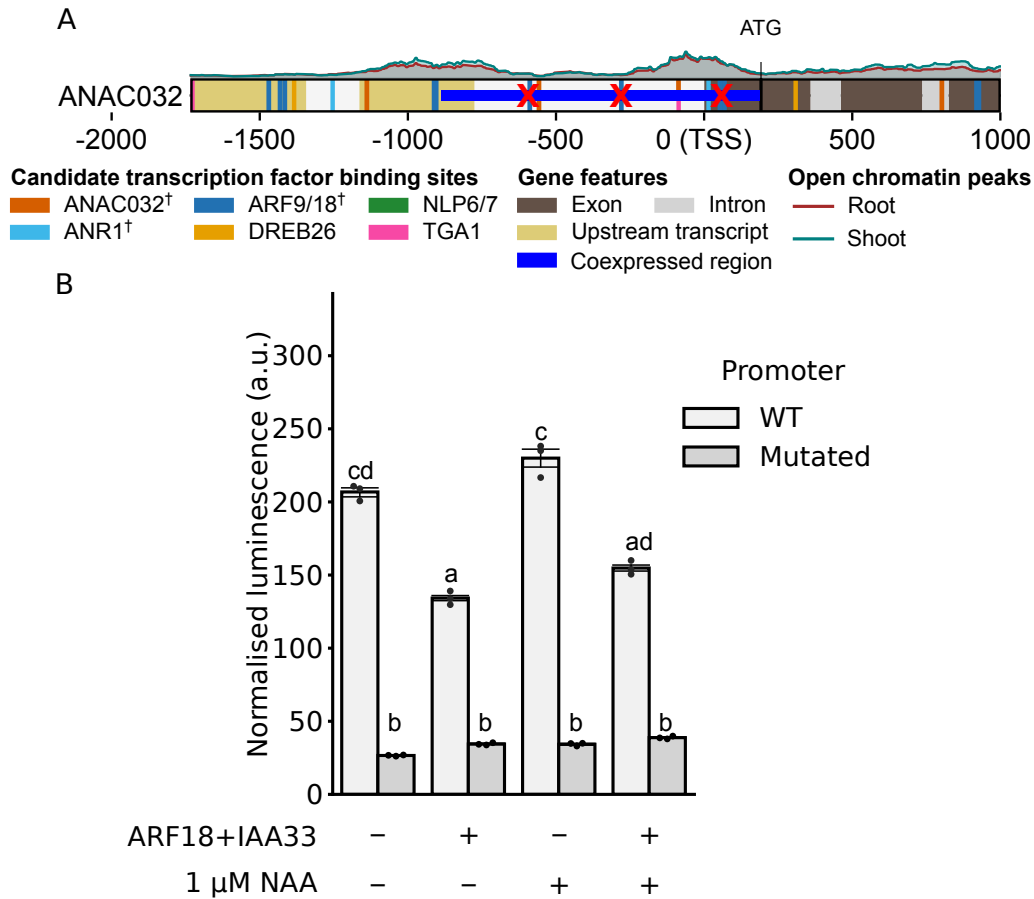 A
ATG
ANAC032
-2000 -1500 -1000 -500 0 (TSS) 500 1000
Candidate transcription factor binding sites Gene features Open chromatin peaks
ANAC032† ARF9/18† NLP6/7 Exon Intron Root
ANR1† DREB26 TGA1 Upstream transcript Shoot
Coexpressed region
B
Normalised luminescence (a.u.)
300
250
200
150
100
50
0
cd
b
a
b
c
b
ad
b
Promoter
WT
Mutated
ARF18+IAA33 − + − +
1 μM NAA − − + +